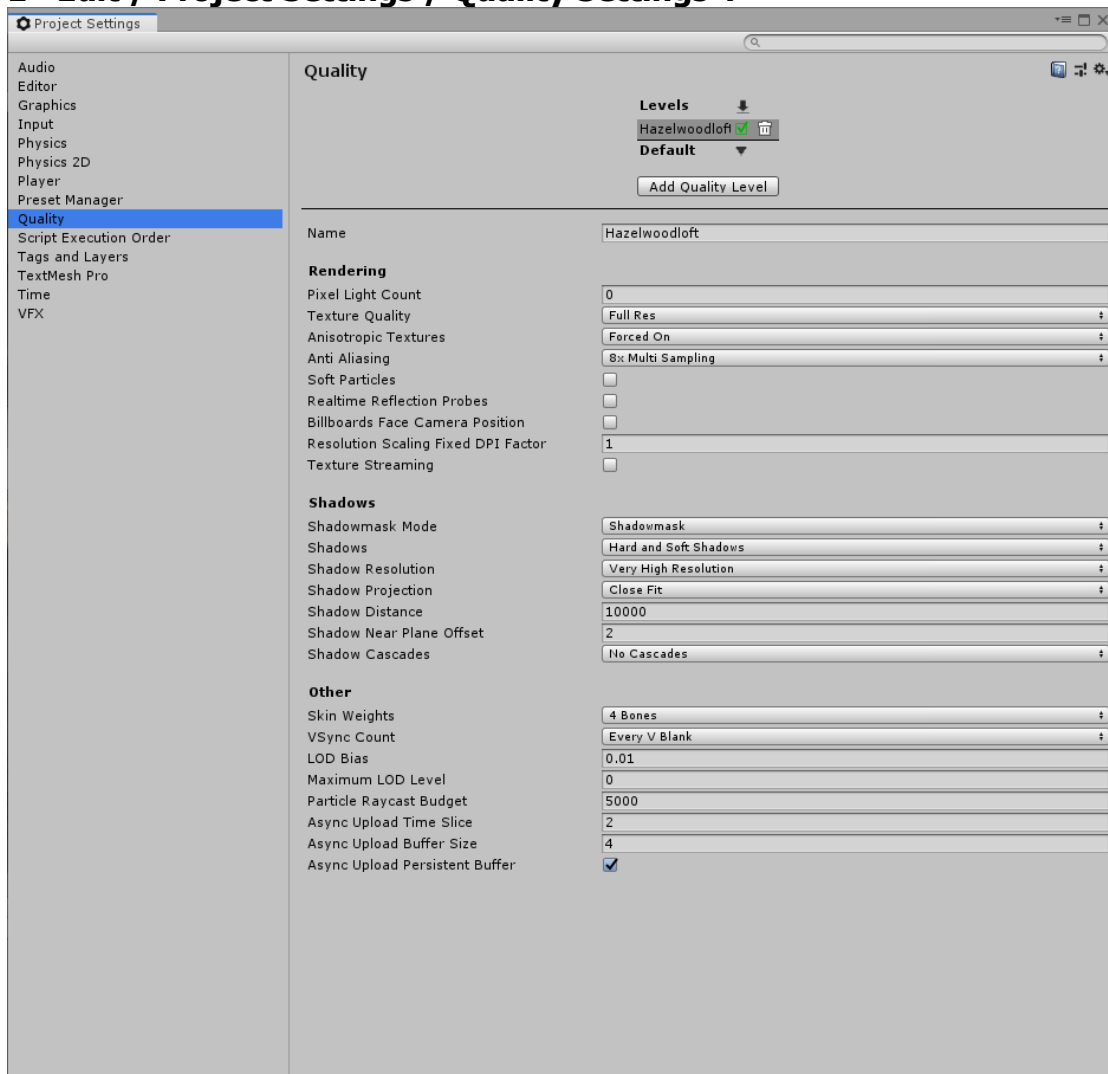 Project Settings
Audio
Editor
Graphics
Input
Physics
Physics 2D
Player
Preset Manager
Quality
Script Execution Order
Tags and Layers
TextMesh Pro
Time
VFX
Quality
Levels
Hazelwoodloft
Default
Add Quality Level
Name Hazelwoodloft
Rendering
Pixel Light Count 0
Texture Quality Full Res
Anisotropic Textures Forced On
Anti Aliasing 8x Multi Sampling
Soft Particles
Realtime Reflection Probes
Billboards Face Camera Position
Resolution Scaling Fixed DPI Factor 1
Texture Streaming
Shadows
Shadowmask Mode Shadowmask
Shadows Hard and Soft Shadows
Shadow Resolution Very High Resolution
Shadow Projection Close Fit
Shadow Distance 10000
Shadow Near Plane Offset 2
Shadow Cascades No Cascades
Other
Skin Weights 4 Bones
VSync Count Every V Blank
LOD Bias 0.01
Maximum LOD Level 0
Particle Raycast Budget 5000
Async Upload Time Slice 2
Async Upload Buffer Size 4
Async Upload Persistent Buffer